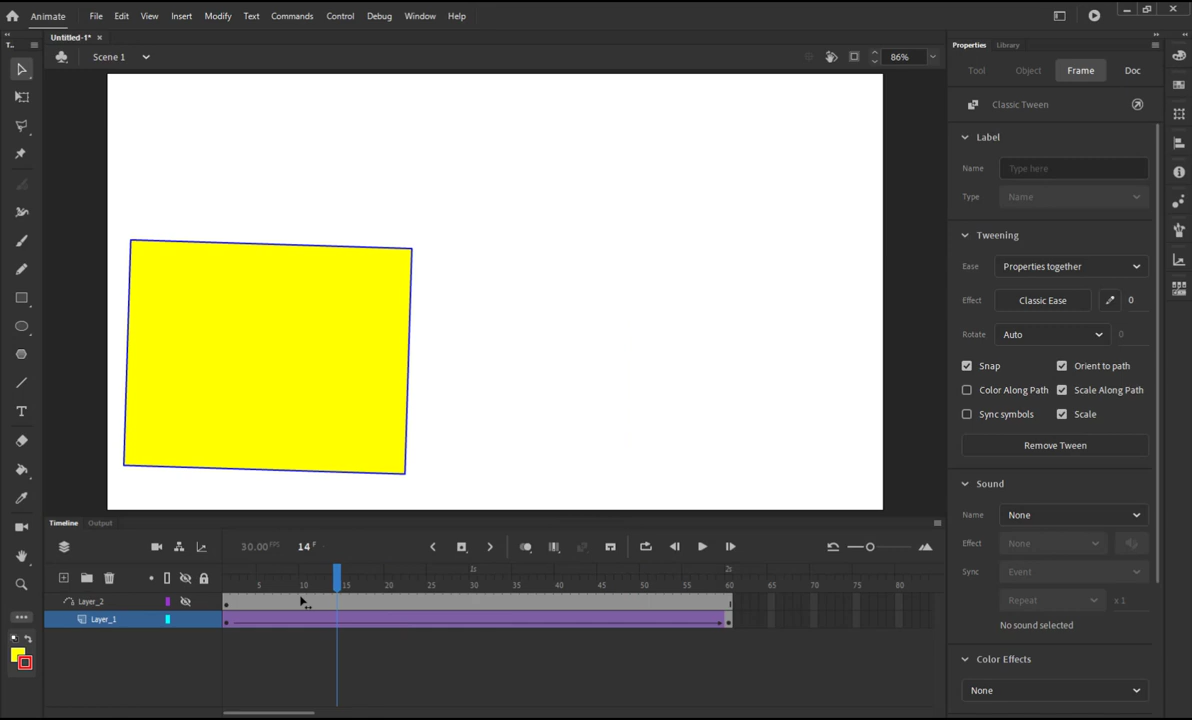 Animate File Edit View Insert Modify Text Commands Control Debug Window Help
Untitled-1* ×
T..
Scene 1
86%
Properties Library
Tool Object Frame Doc
Classic Tween
Label
Name Type here
Type Name
Tweening
Ease Properties together
Effect Classic Ease 0
Rotate Auto 0
Snap Orient to path
Color Along Path Scale Along Path
Sync symbols Scale
Remove Tween
Sound
Name None
Effect None
Sync Event
Repeat x 1
No sound selected
Color Effects
None
Timeline Output
30.00 FPS 14 F
1s 2s
5 10 15 20 25 30 35 40 45 50 55 60 65 70 75 80
Layer_2
Layer_1